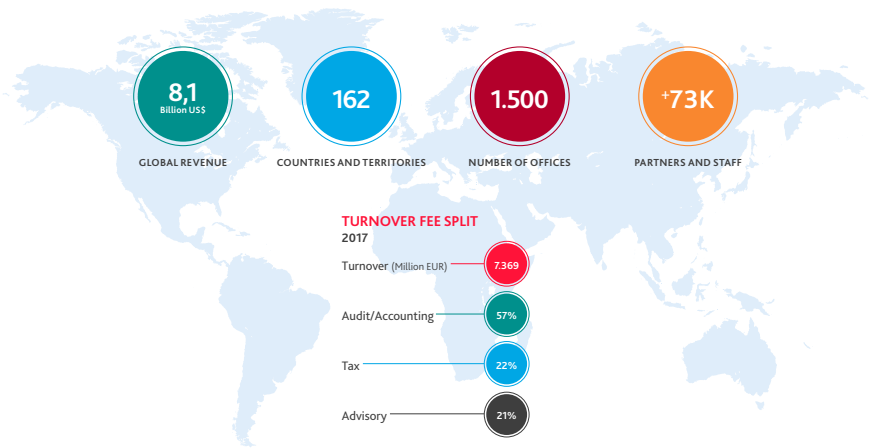 8,1
Billion US$
GLOBAL REVENUE
162
COUNTRIES AND TERRITORIES
1.500
NUMBER OF OFFICES
+73K
PARTNERS AND STAFF
TURNOVER FEE SPLIT
2017
Turnover (Million EUR) 7.369
Audit/Accounting 57%
Tax 22%
Advisory 21%